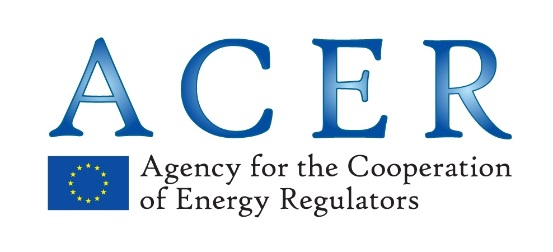 ACER
Agency for the Cooperation
of Energy Regulators